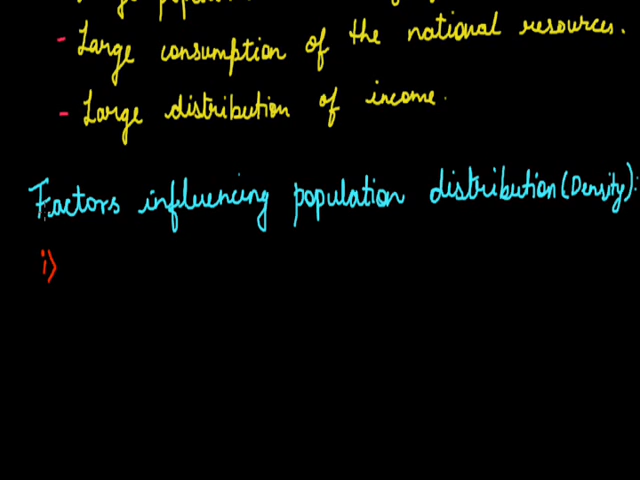 - Large consumption of the national resources.
- Large distribution of income.
Factors influencing population distribution (Density):
i)